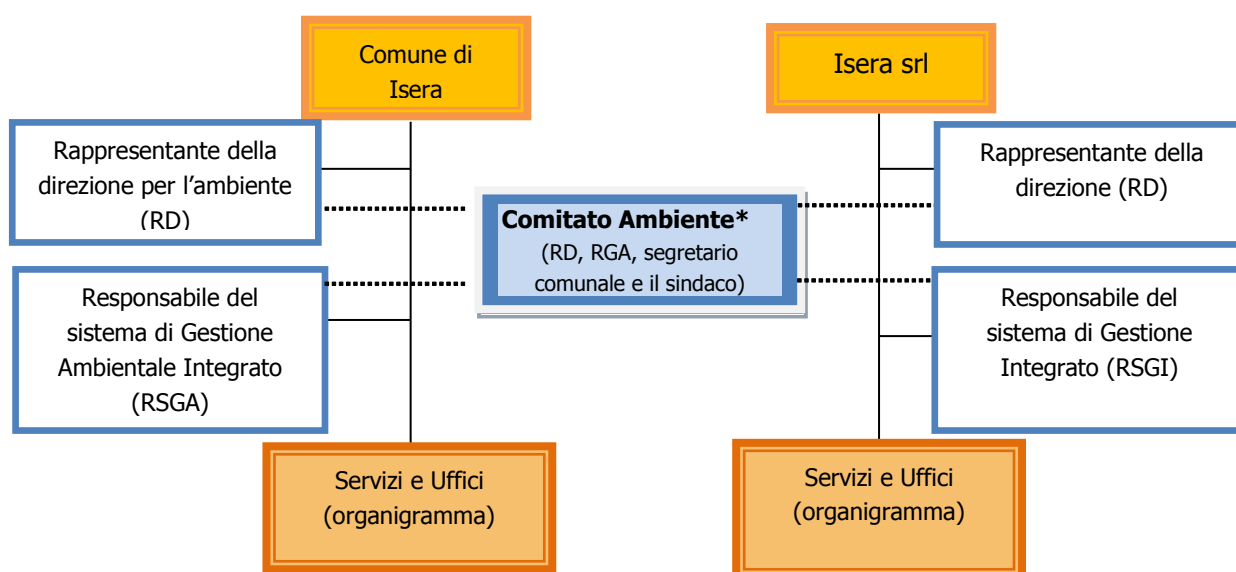 Comune di
Isera
Isera srl
Rappresentante della
direzione per l’ambiente
(RD)
Rappresentante della
direzione (RD)
Comitato Ambiente*
(RD, RGA, segretario
comunale e il sindaco)
Responsabile del
sistema di Gestione
Ambientale Integrato
(RSGA)
Responsabile del
sistema di Gestione
Integrato (RSGI)
Servizi e Uffici
(organigramma)
Servizi e Uffici
(organigramma)